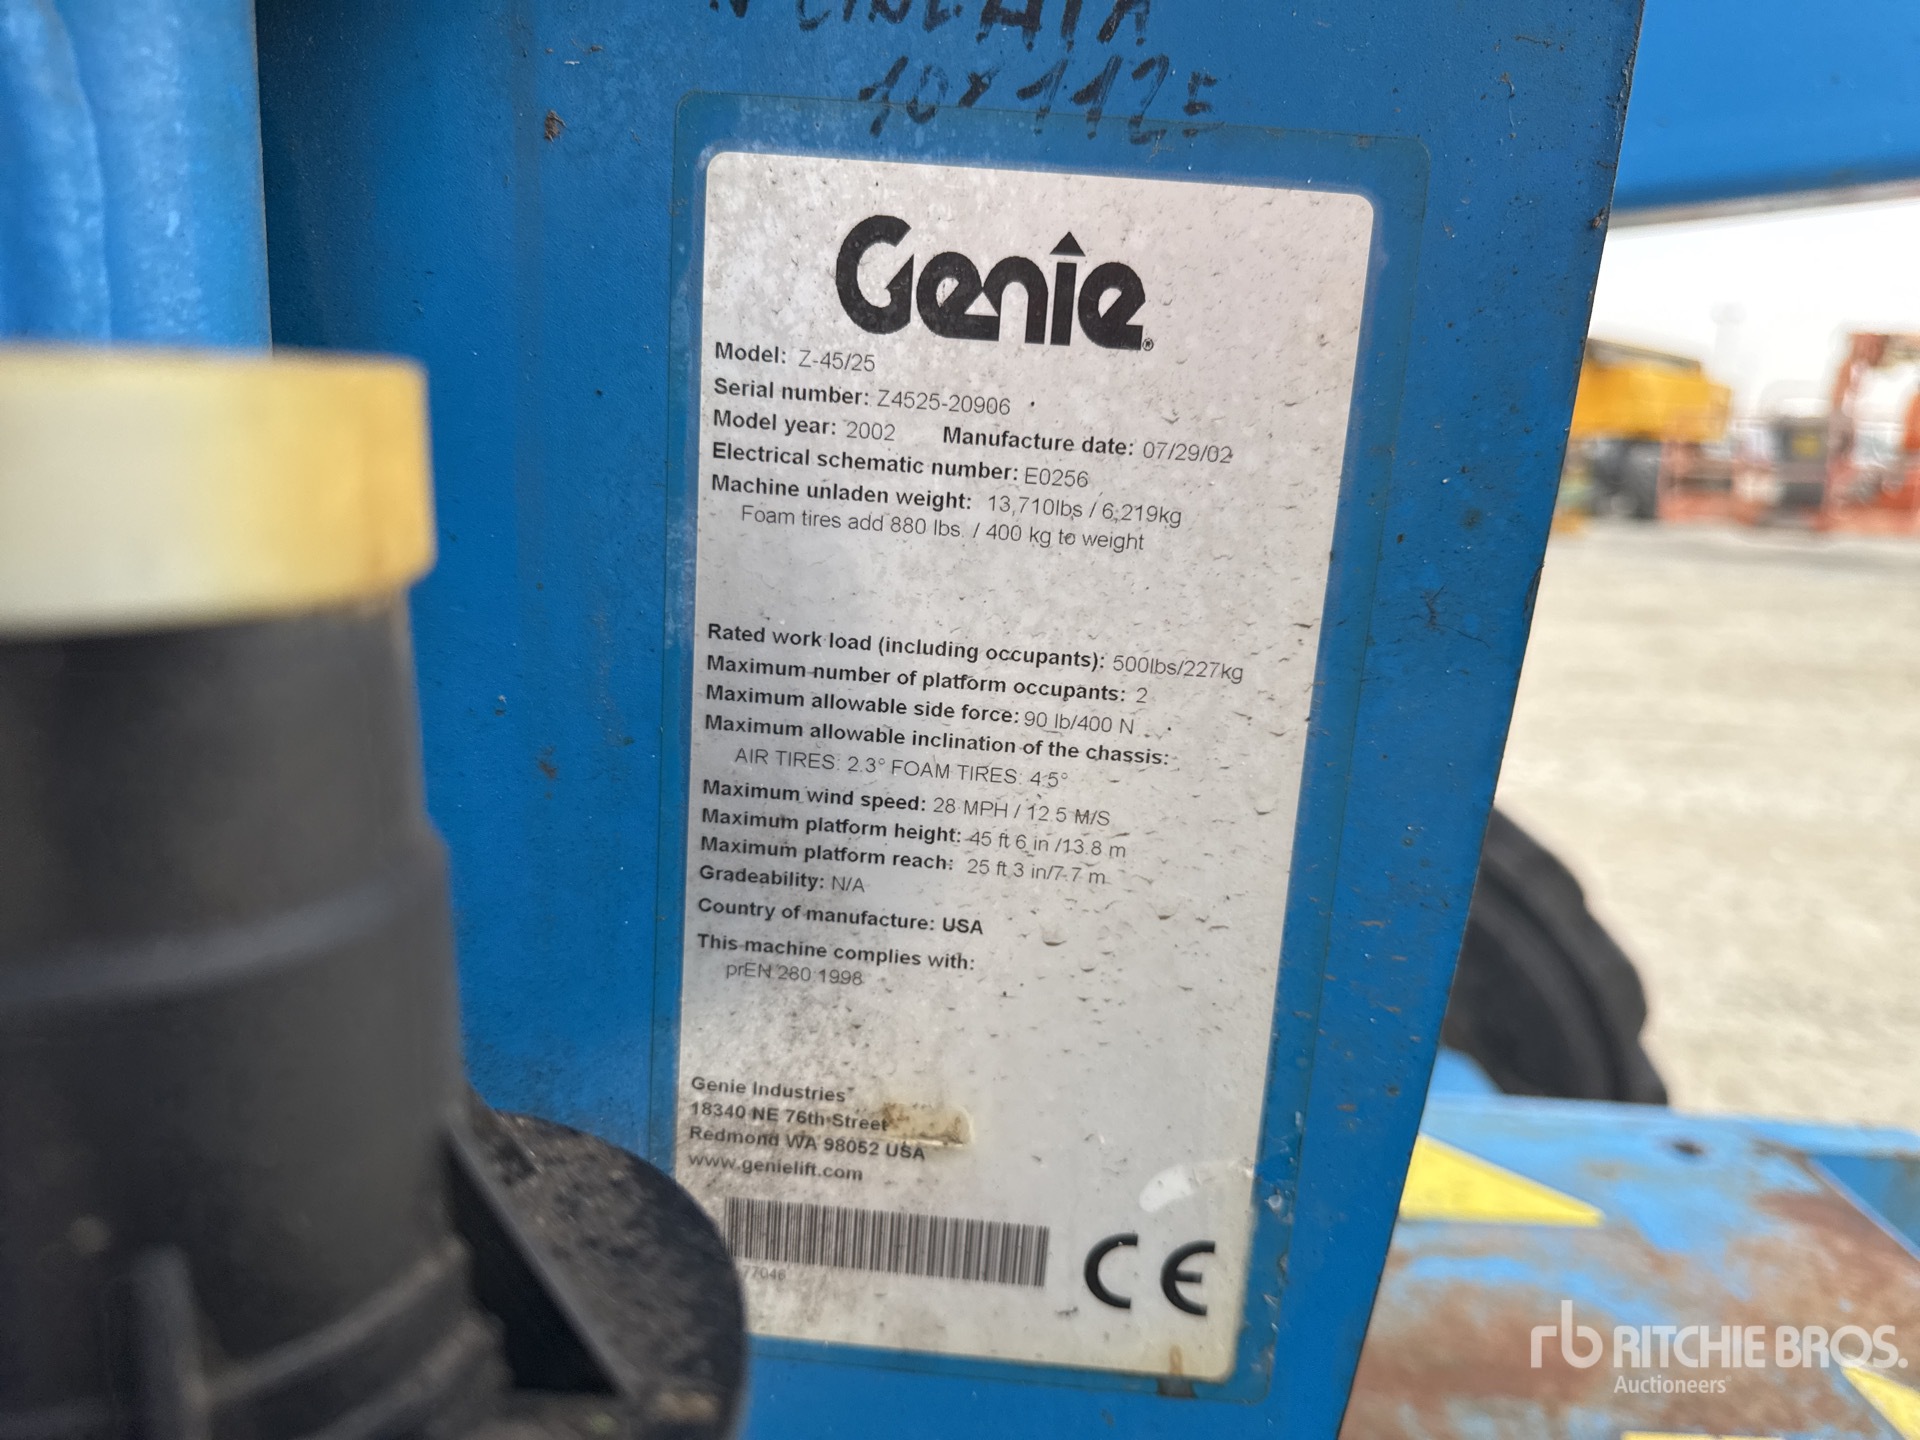 10x112=
Genie®
Model: Z-45/25
Serial number: Z4525-20906
Model year: 2002 Manufacture date: 07/29/02
Electrical schematic number: E0256
Machine unladen weight: 13,710lbs / 6,219kg
Foam tires add 880 lbs. / 400 kg to weight
Rated work load (including occupants): 500lbs/227kg
Maximum number of platform occupants: 2
Maximum allowable side force: 90 lb/400 N
Maximum allowable inclination of the chassis:
AIR TIRES: 2.3° FOAM TIRES: 4.5°
Maximum wind speed: 28 MPH / 12.5 M/S
Maximum platform height: 45 ft 6 in /13.8 m
Maximum platform reach: 25 ft 3 in/7.7 m
Gradeability: N/A
Country of manufacture: USA
This machine complies with:
prEN 280:1998
Genie Industries
18340 NE 76th Street
Redmond WA 98052 USA
www.genielift.com
77046
CE
rb RITCHIE BROS.
Auctioneers